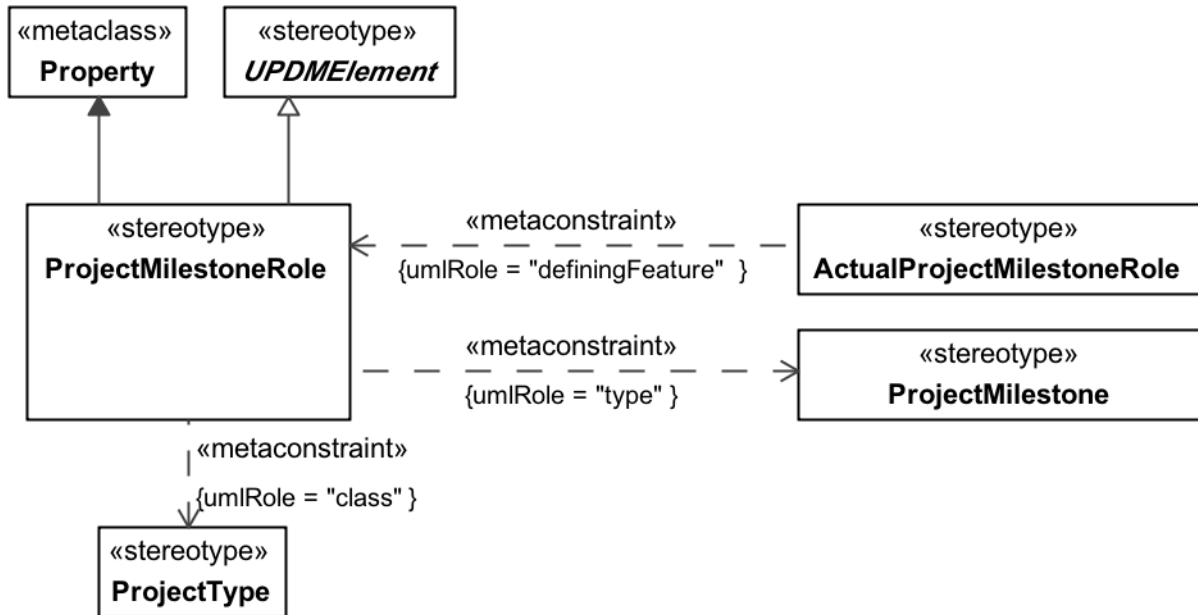 «metaclass»
Property
«stereotype»
UPDMElement
«stereotype»
ProjectMilestoneRole
«metaconstraint»
{umlRole = "definingFeature"  }
«stereotype»
ActualProjectMilestoneRole
«metaconstraint»
{umlRole = "type" }
«stereotype»
ProjectMilestone
«metaconstraint»
{umlRole = "class" }
«stereotype»
ProjectType